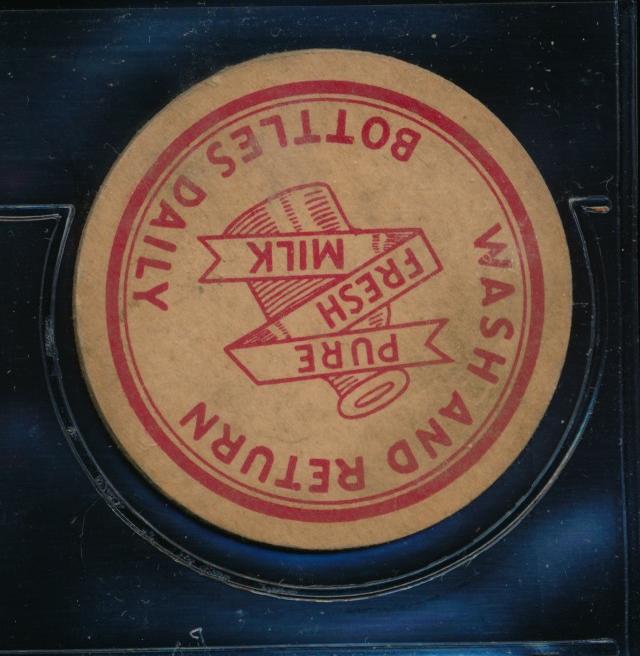 WASH AND RETURN
BOTTLES DAILY
PURE
FRESH
MILK